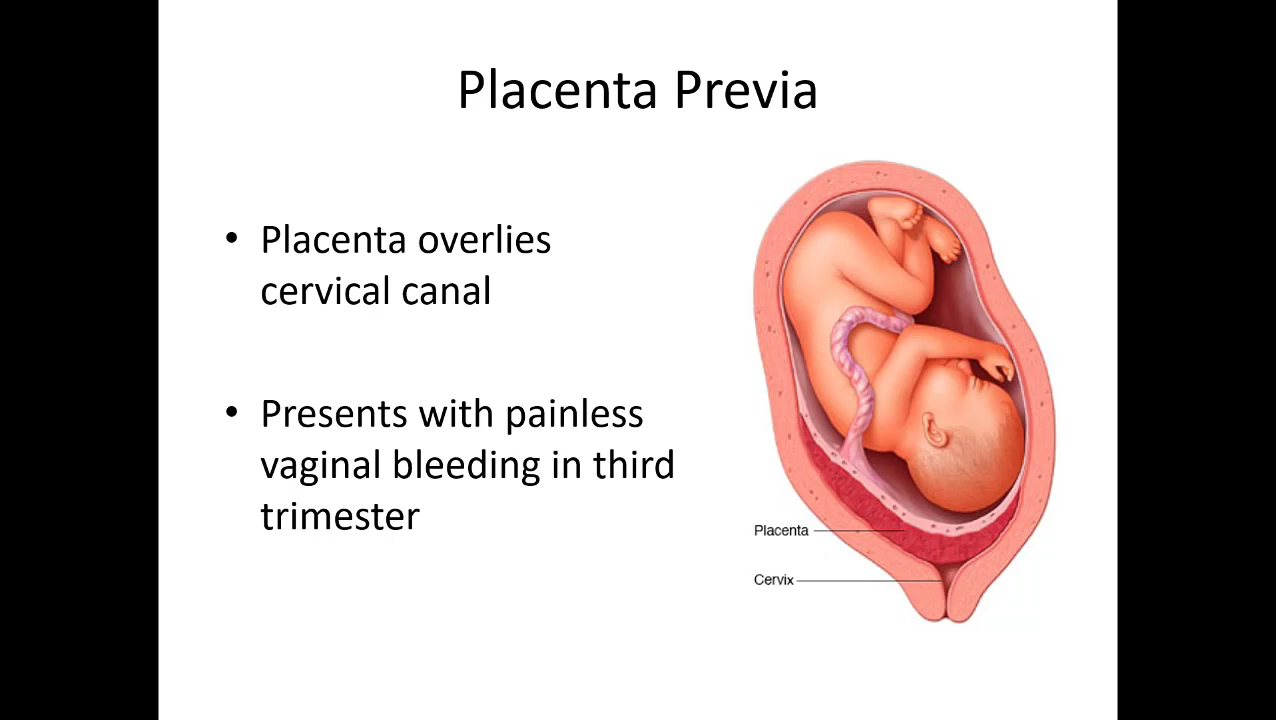 Placenta Previa
• Placenta overlies
cervical canal
• Presents with painless
vaginal bleeding in third
trimester
Placenta
Cervix